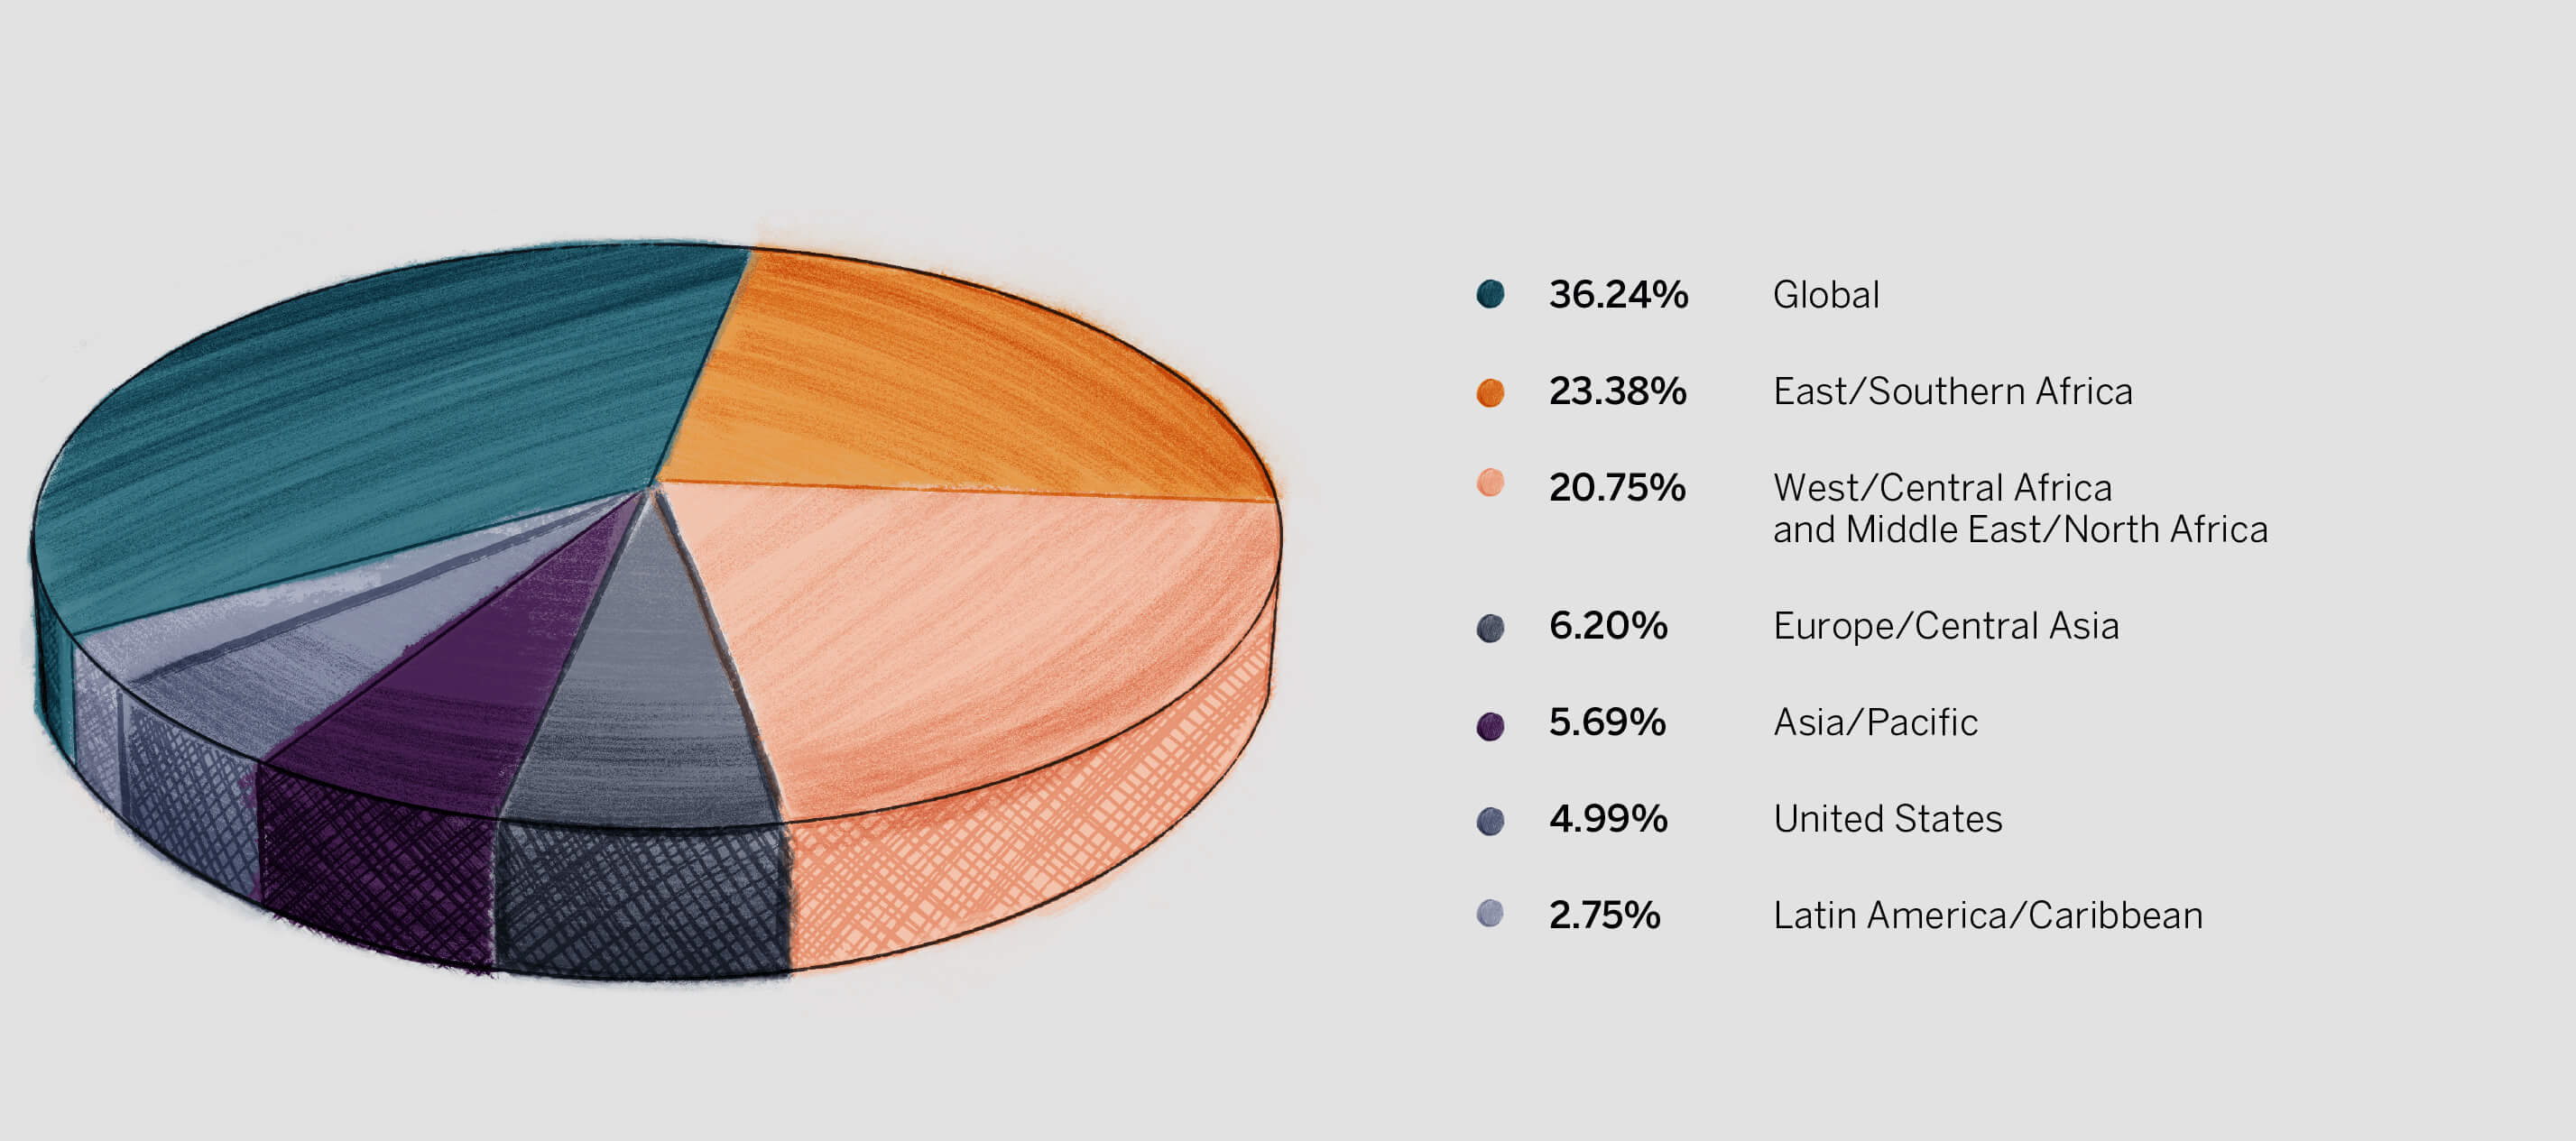 36.24% Global
23.38% East/Southern Africa
20.75% West/Central Africa
and Middle East/North Africa
6.20% Europe/Central Asia
5.69% Asia/Pacific
4.99% United States
2.75% Latin America/Caribbean